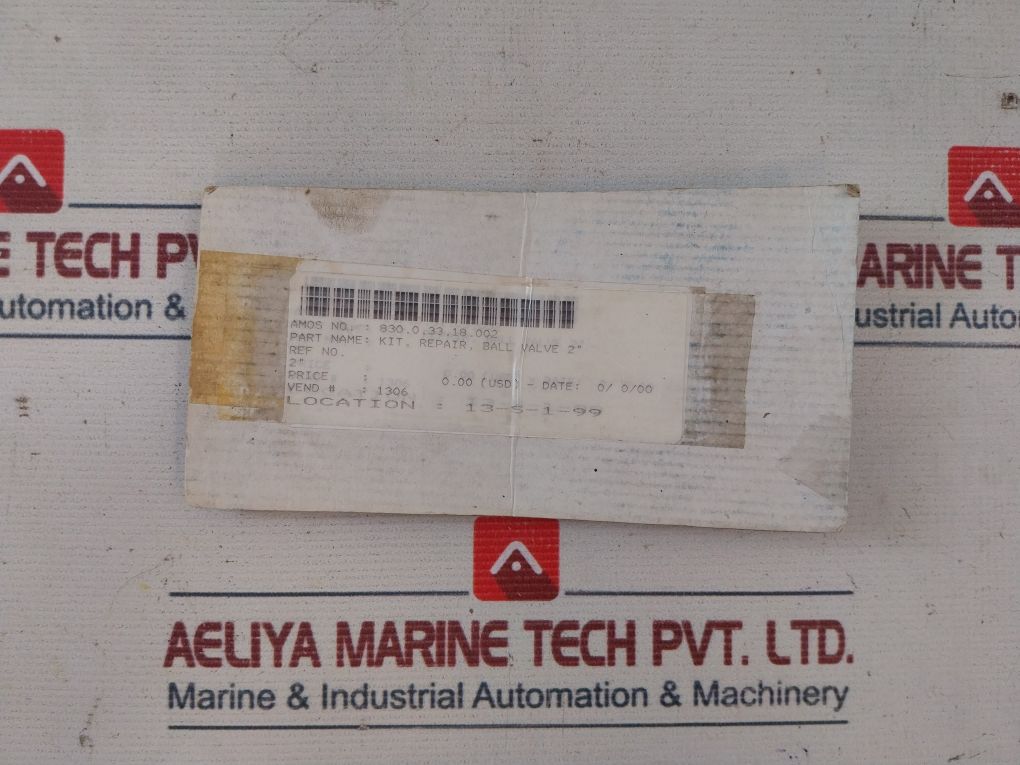 E TECH PV
utomation &
ARINE T
ustrial Auto
AMOS NO. : 830.0.33.18.002
PART NAME: KIT, REPAIR, BALL VALVE 2"
REF NO.
2"
PRICE : 0.00 (USD) - DATE: 0/ 0/00
VEND.# : 1306
LOCATION : 13-S-1-99
AELIYA MARINE TECH PVT. LTD.
Marine & Industrial Automation & Machinery